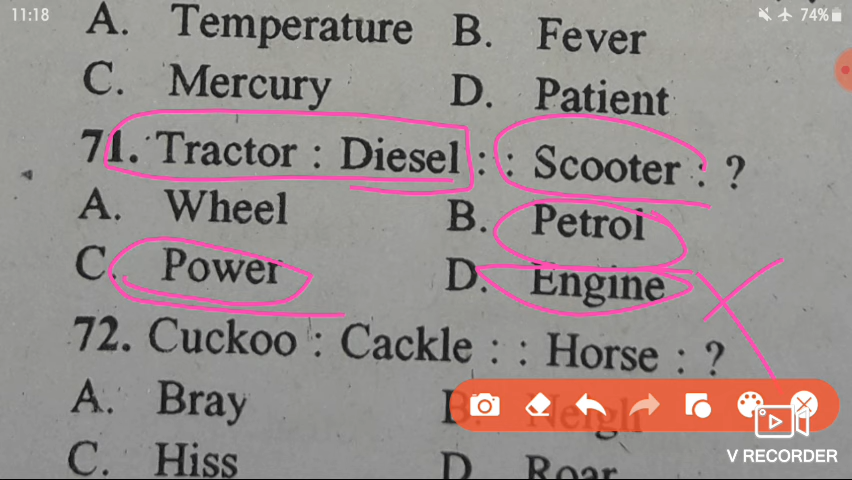 11:18 74%
A. Temperature B. Fever
C. Mercury D. Patient
71. Tractor : Diesel : : Scooter : ?
A. Wheel B. Petrol
C. Power D. Engine
72. Cuckoo : Cackle : : Horse : ?
A. Bray B. Neigh
C. Hiss D. Roar
V RECORDER